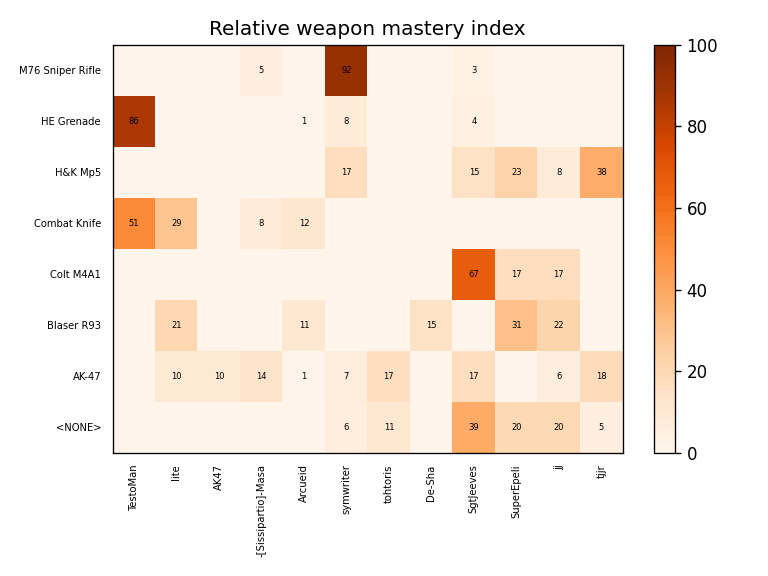 Relative weapon mastery index
M76 Sniper Rifle 5 92 3
HE Grenade 86 1 8 4
H&K Mp5 17 15 23 8 38
Combat Knife 51 29 8 12
Colt M4A1 67 17 17
Blaser R93 21 11 15 31 22
AK-47 10 10 14 1 7 17 17 6 18
<NONE> 6 11 39 20 20 5
TestoMan
lite
AK47
-[Sissipartio]-Masa
Arcueid
symwriter
tohtoris
De-Sha
SgtJeeves
SuperEpeli
jj
tjjr
100
80
60
40
20
0